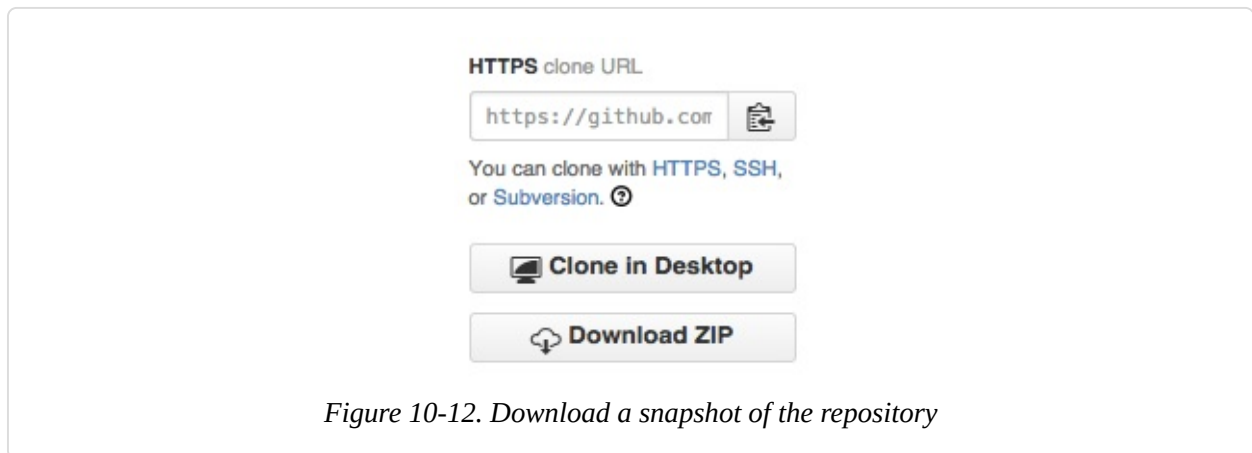 HTTPS clone URL
https://github.com
You can clone with HTTPS, SSH,
or Subversion.
Clone in Desktop
Download ZIP
Figure 10-12. Download a snapshot of the repository